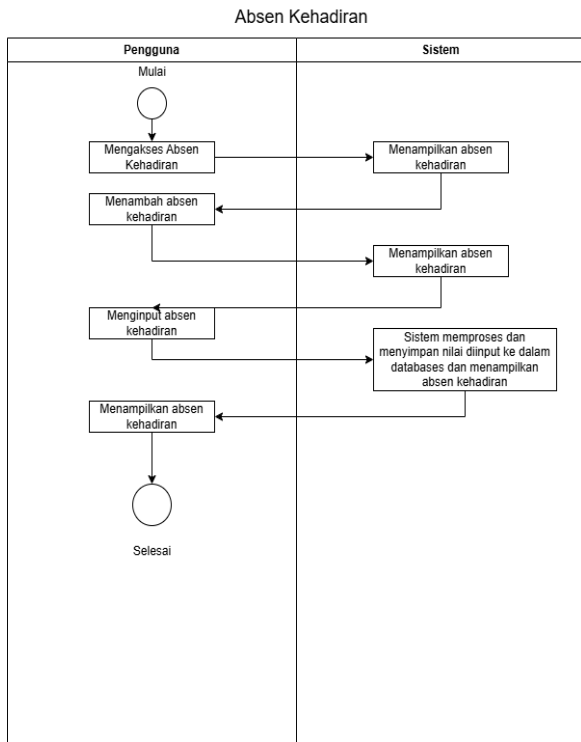 Absen Kehadiran
Pengguna
Sistem
Mulai
Mengakses Absen
Kehadiran
Menampilkan absen
kehadiran
Menambah absen
kehadiran
Menampilkan absen
kehadiran
Menginput absen
kehadiran
Sistem memproses dan
menyimpan nilai diinput ke dalam
databases dan menampilkan
absen kehadiran
Menampilkan absen
kehadiran
Selesai